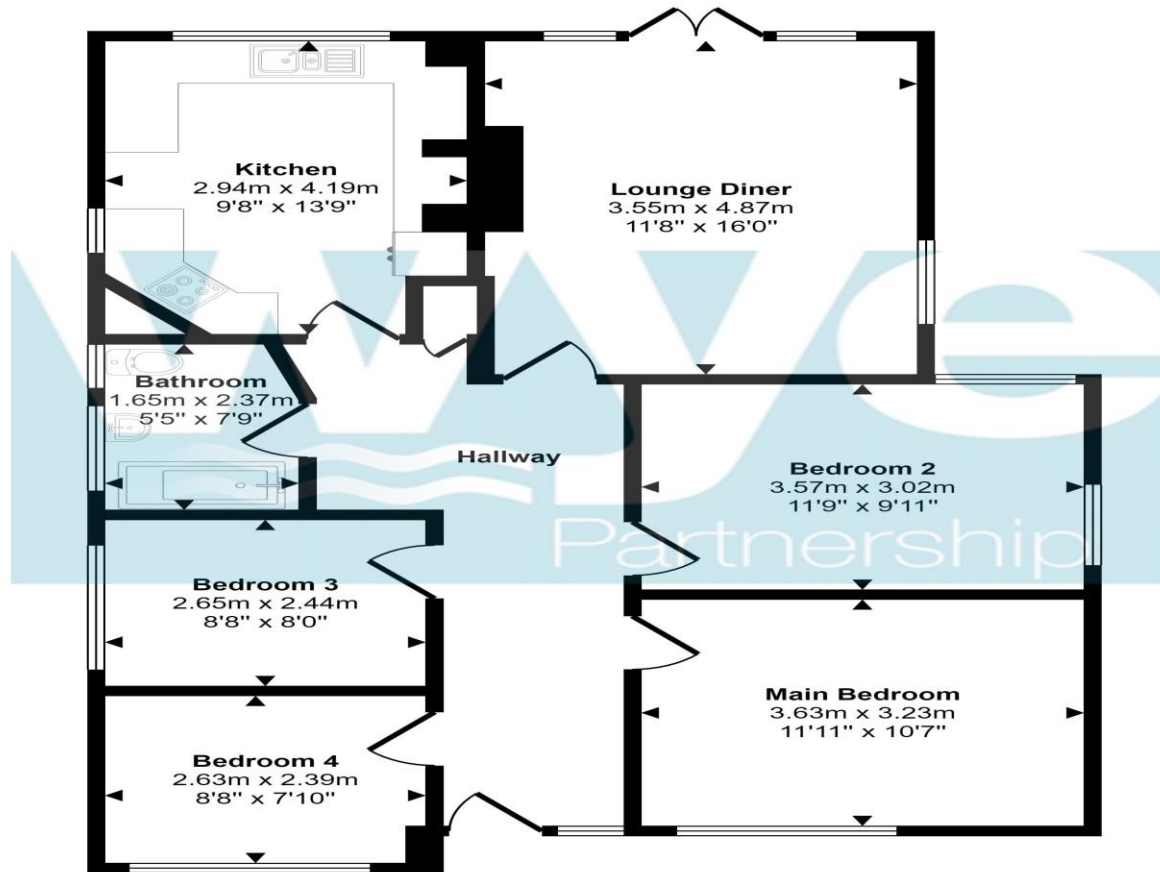 Kitchen
2.94m x 4.19m
9'8" x 13'9"
Lounge Diner
3.55m x 4.87m
11'8" x 16'0"
wye
Partnership
Bathroom
1.65m x 2.37m
5'5" x 7'9"
Hallway
Bedroom 2
3.57m x 3.02m
11'9" x 9'11"
Bedroom 3
2.65m x 2.44m
8'8" x 8'0"
Main Bedroom
3.63m x 3.23m
11'11" x 10'7"
Bedroom 4
2.63m x 2.39m
8'8" x 7'10"